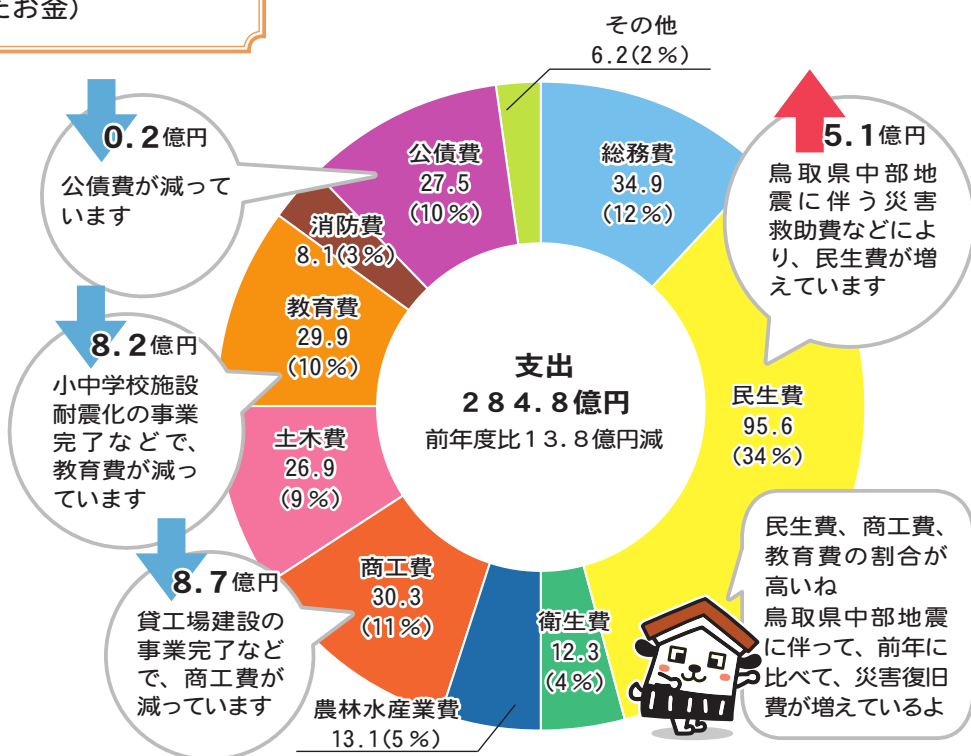 たお金）
その他
6.2(2％)
0.2億円
公債費が減って
います
公債費
27.5
(10％)
総務費
34.9
(12％)
5.1億円
鳥取県中部地
震に伴う災害
救助費などによ
り、民生費が増
えています
消防費
8.1(3％)
教育費
29.9
(10％)
8.2億円
小中学校施設
耐震化の事業
完了などで、
教育費が減っ
ています
支出
２８４.８億円
前年度比１３.８億円減
民生費
95.6
(34％)
土木費
26.9
(9％)
商工費
30.3
(11％)
8.7億円
貸工場建設の
事業完了など
で、商工費が
減っています
衛生費
12.3
(4％)
農林水産業費
13.1(5％)
民生費、商工費、
教育費の割合が
高いね
鳥取県中部地震
に伴って、前年に
比べて、災害復旧
費が増えているよ